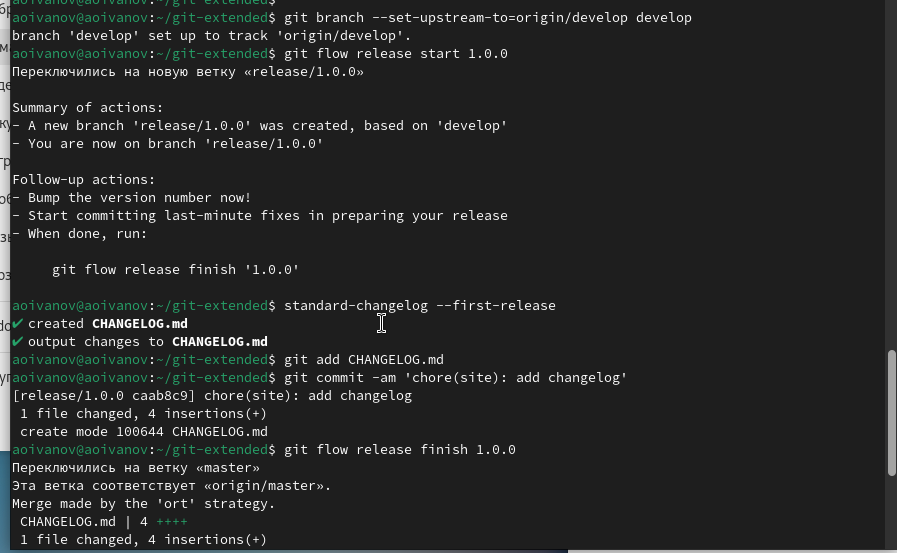 aoivanov@aoivanov:~/git-extended$ git branch --set-upstream-to=origin/develop develop
branch 'develop' set up to track 'origin/develop'.
aoivanov@aoivanov:~/git-extended$ git flow release start 1.0.0
Переключились на новую ветку «release/1.0.0»
Summary of actions:
- A new branch 'release/1.0.0' was created, based on 'develop'
- You are now on branch 'release/1.0.0'
Follow-up actions:
- Bump the version number now!
- Start committing last-minute fixes in preparing your release
- When done, run:
git flow release finish '1.0.0'
aoivanov@aoivanov:~/git-extended$ standard-changelog --first-release
✔ created CHANGELOG.md
✔ output changes to CHANGELOG.md
aoivanov@aoivanov:~/git-extended$ git add CHANGELOG.md
aoivanov@aoivanov:~/git-extended$ git commit -am 'chore(site): add changelog'
[release/1.0.0 caab8c9] chore(site): add changelog
1 file changed, 4 insertions(+)
create mode 100644 CHANGELOG.md
aoivanov@aoivanov:~/git-extended$ git flow release finish 1.0.0
Переключились на ветку «master»
Эта ветка соответствует «origin/master».
Merge made by the 'ort' strategy.
CHANGELOG.md | 4 ++++
1 file changed, 4 insertions(+)